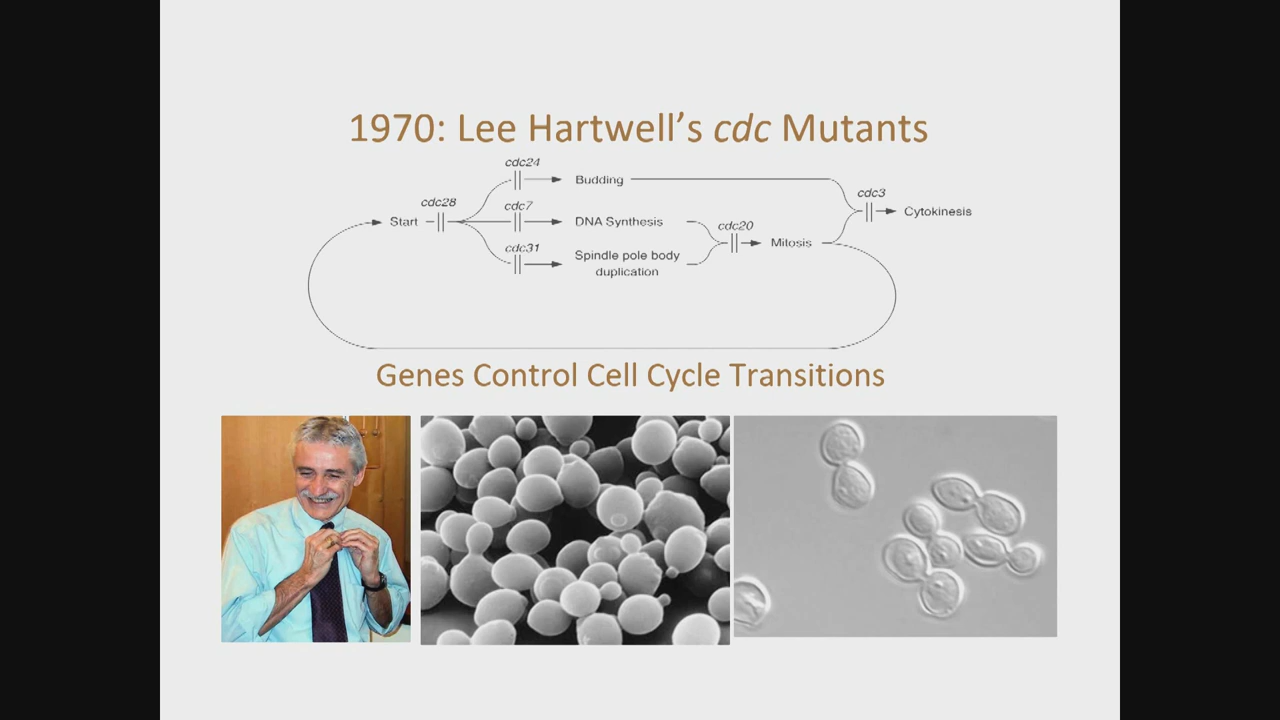 1970: Lee Hartwell's cdc Mutants
cdc24
Budding
cdc28
Start
cdc7
DNA Synthesis
cdc31
Spindle pole body
duplication
cdc20
Mitosis
cdc3
Cytokinesis
Genes Control Cell Cycle Transitions